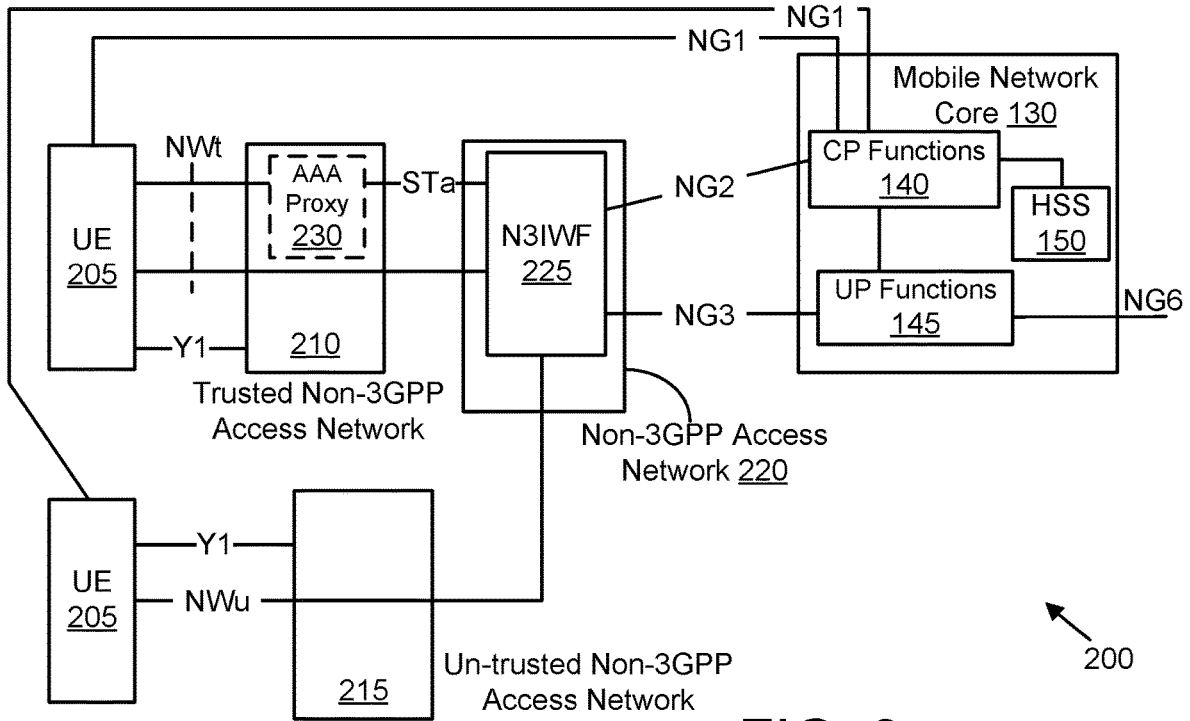 NG1
NG1
Mobile Network
Core 130
CP Functions
140
HSS
150
UP Functions
145
NG6
NG2
NG3
NWt
AAA
Proxy
230
STa
N3IWF
225
UE
205
Y1
210
Trusted Non-3GPP
Access Network
Non-3GPP Access
Network 220
UE
205
Y1
NWu
215
Un-trusted Non-3GPP
Access Network
200